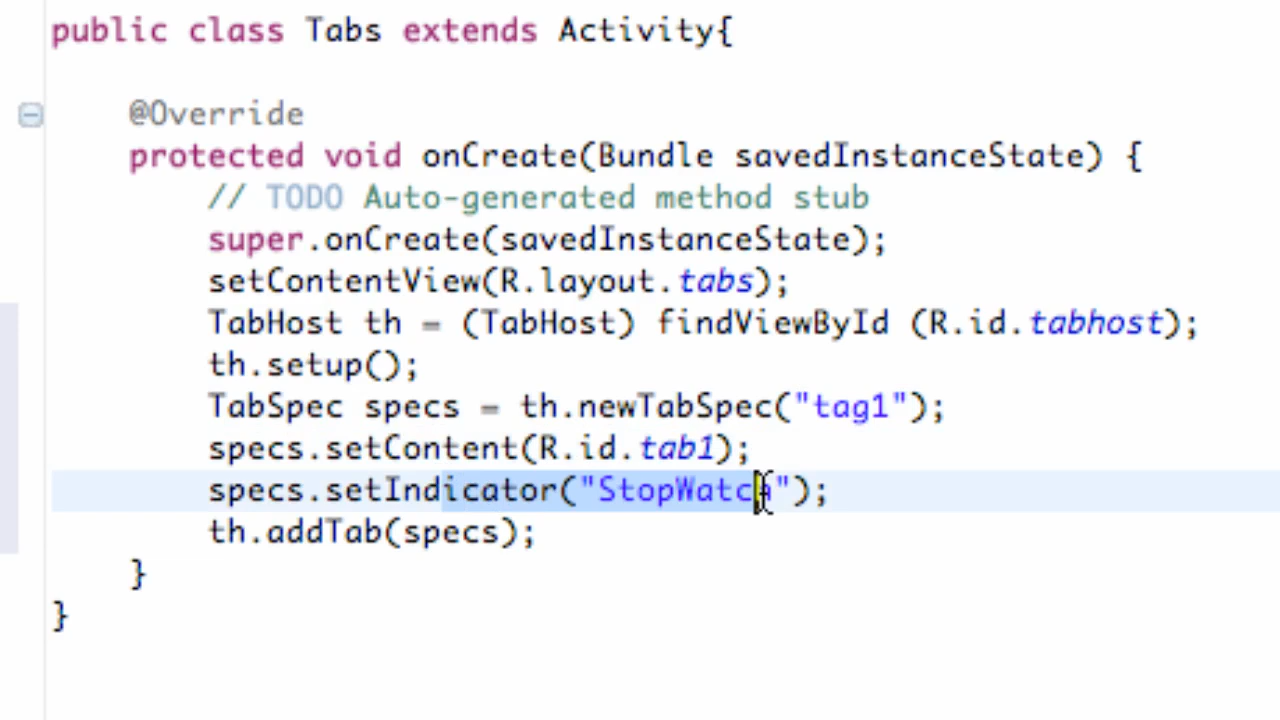 public class Tabs extends Activity{
@Override
protected void onCreate(Bundle savedInstanceState) {
// TODO Auto-generated method stub
super.onCreate(savedInstanceState);
setContentView(R.layout.tabs);
TabHost th = (TabHost) findViewById (R.id.tabhost);
th.setup();
TabSpec specs = th.newTabSpec("tag1");
specs.setContent(R.id.tab1);
specs.setIndicator("StopWatch");
th.addTab(specs);
}
}